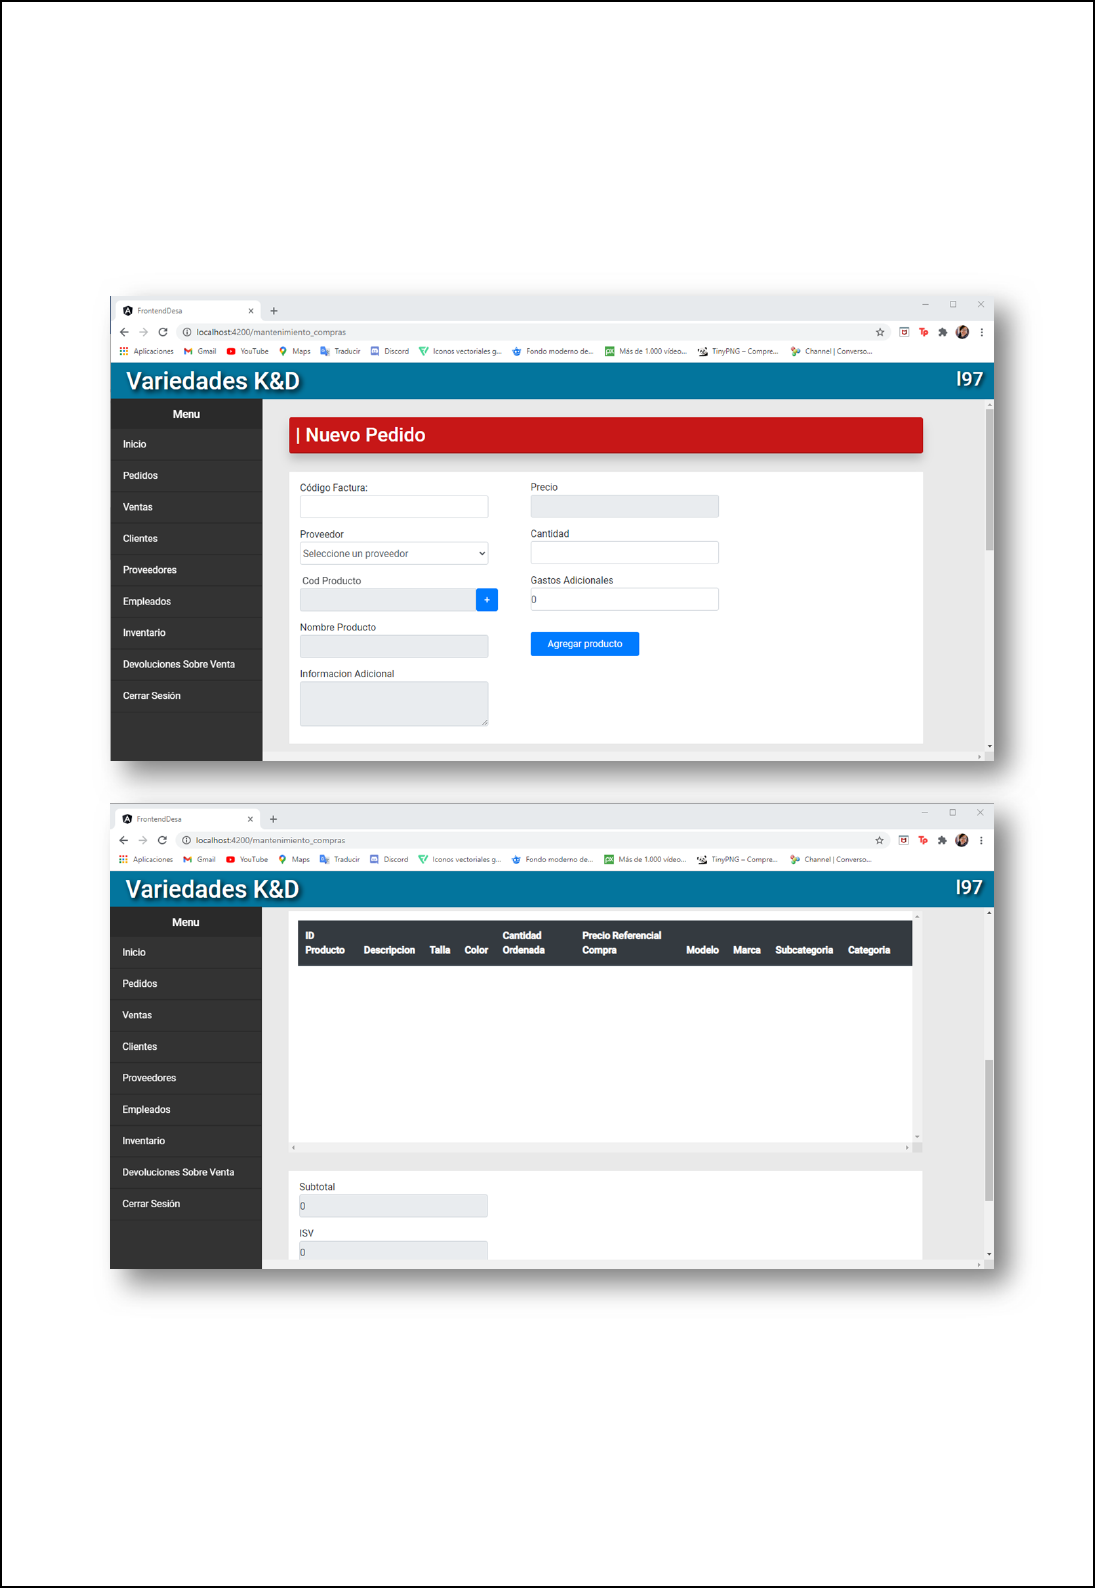 FrontendDesa
localhost:4200/mantenimiento_compras
Aplicaciones Gmail YouTube Maps Traducir Discord Iconos vectoriales g... Fondo moderno de... Más de 1.000 vídeo... TinyPNG – Compre... Channel | Converso...
Variedades K&D
l97
Menu
Inicio
Pedidos
Ventas
Clientes
Proveedores
Empleados
Inventario
Devoluciones Sobre Venta
Cerrar Sesión
| Nuevo Pedido
Código Factura:
Proveedor
Seleccione un proveedor
Cod Producto
+
Nombre Producto
Informacion Adicional
Precio
Cantidad
Gastos Adicionales
0
Agregar producto
FrontendDesa
localhost:4200/mantenimiento_compras
Aplicaciones Gmail YouTube Maps Traducir Discord Iconos vectoriales g... Fondo moderno de... Más de 1.000 vídeo... TinyPNG – Compre... Channel | Converso...
Variedades K&D
l97
Menu
Inicio
Pedidos
Ventas
Clientes
Proveedores
Empleados
Inventario
Devoluciones Sobre Venta
Cerrar Sesión
ID Cantidad Precio Referencial
Producto Descripcion Talla Color Ordenada Compra Modelo Marca Subcategoria Categoria
Subtotal
0
ISV
0